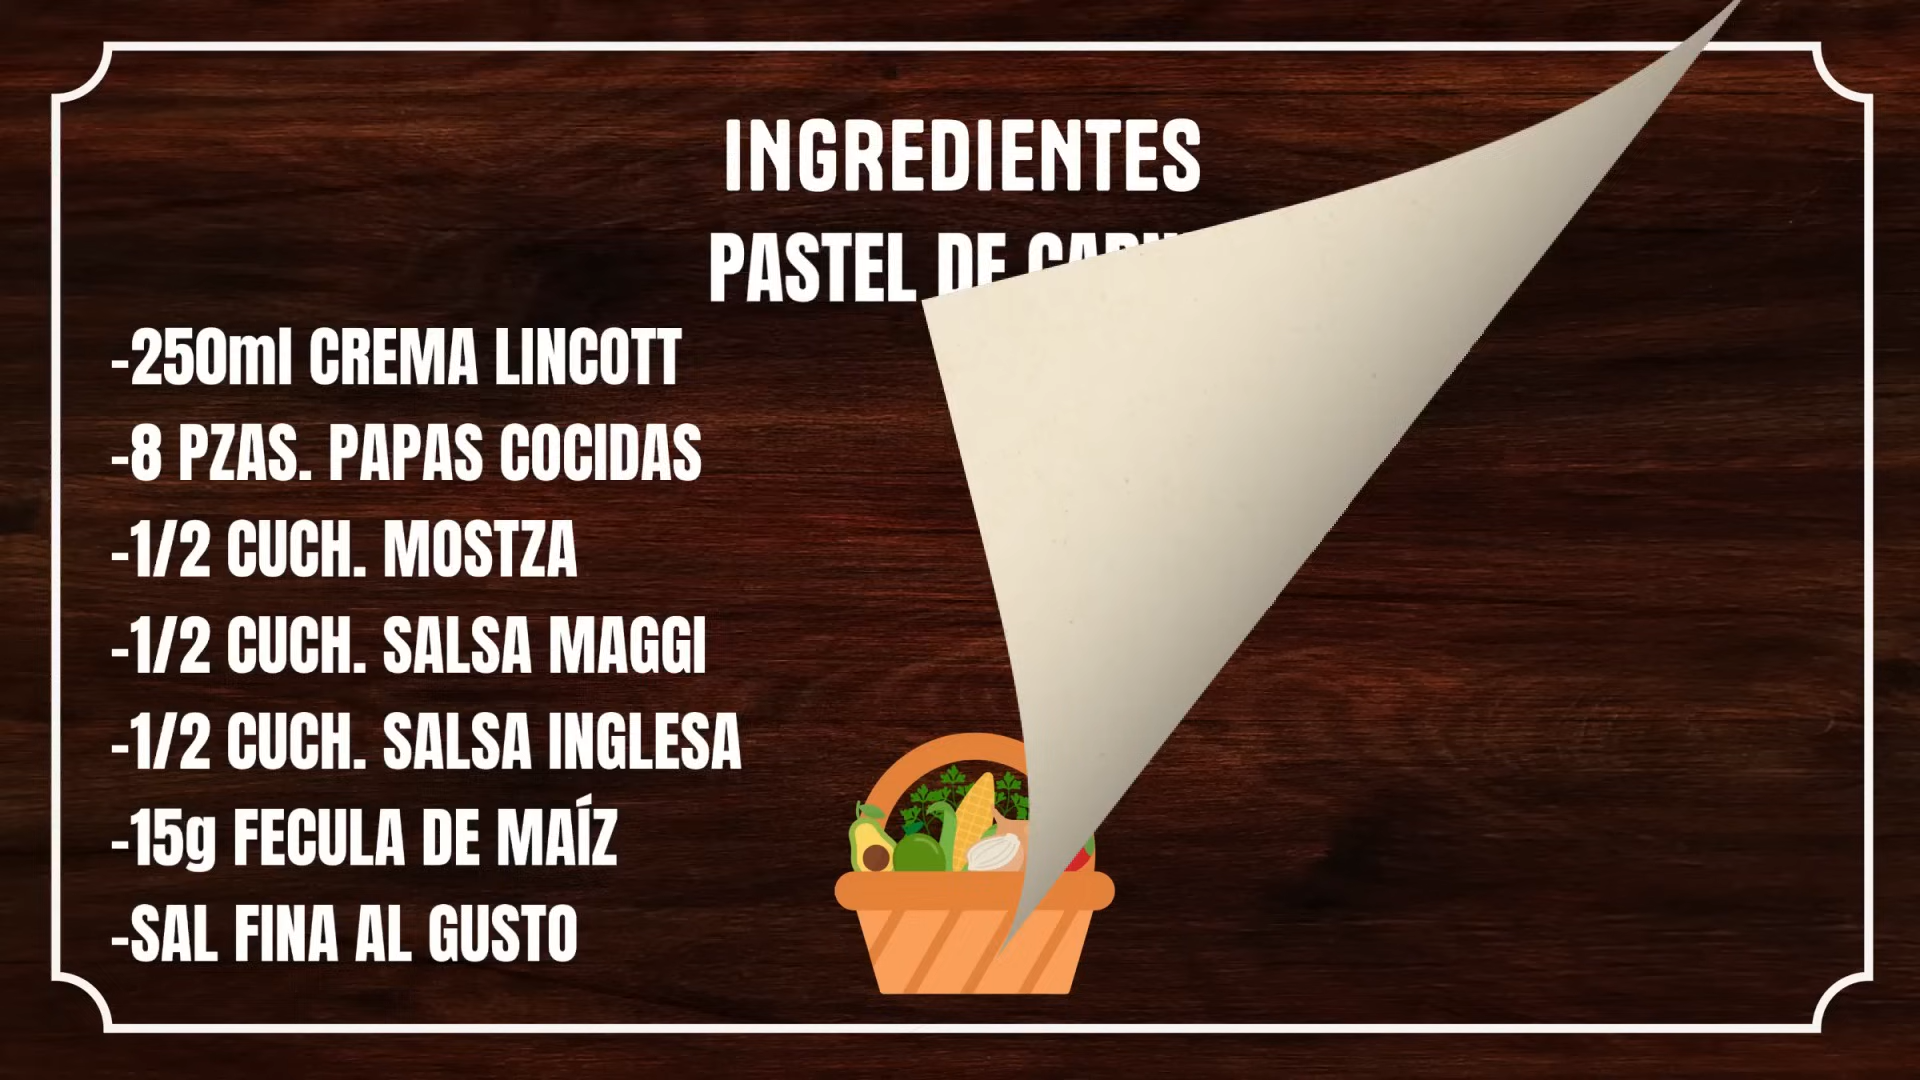 INGREDIENTES
PASTEL DE
-250ml CREMA LINCOTT
-8 PZAS. PAPAS COCIDAS
-1/2 CUCH. MOSTZA
-1/2 CUCH. SALSA MAGGI
-1/2 CUCH. SALSA INGLESA
-15g FECULA DE MAÍZ
-SAL FINA AL GUSTO